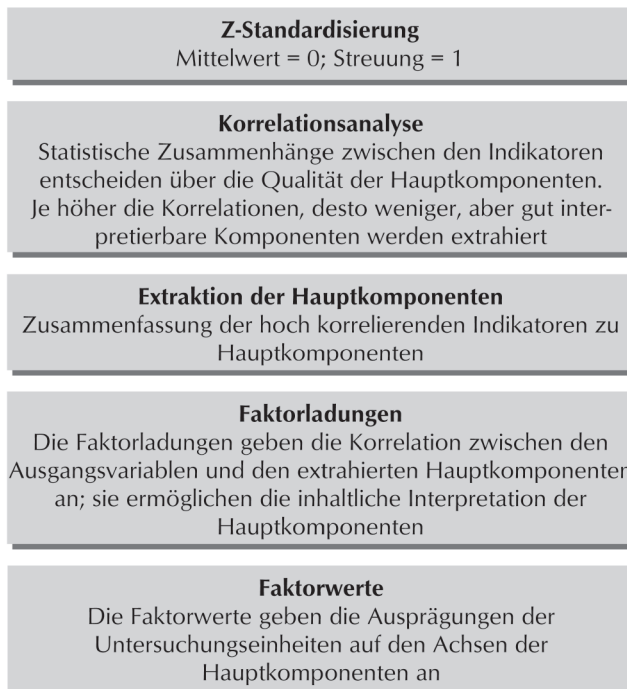 Z-Standardisierung
Mittelwert = 0; Streuung = 1
Korrelationsanalyse
Statistische Zusammenhänge zwischen den Indikatoren
entscheiden über die Qualität der Hauptkomponenten.
Je höher die Korrelationen, desto weniger, aber gut inter-
pretierbare Komponenten werden extrahiert
Extraktion der Hauptkomponenten
Zusammenfassung der hoch korrelierenden Indikatoren zu
Hauptkomponenten
Faktorladungen
Die Faktorladungen geben die Korrelation zwischen den
Ausgangsvariablen und den extrahierten Hauptkomponenten
an; sie ermöglichen die inhaltliche Interpretation der
Hauptkomponenten
Faktorwerte
Die Faktorwerte geben die Ausprägungen der
Untersuchungseinheiten auf den Achsen der
Hauptkomponenten an